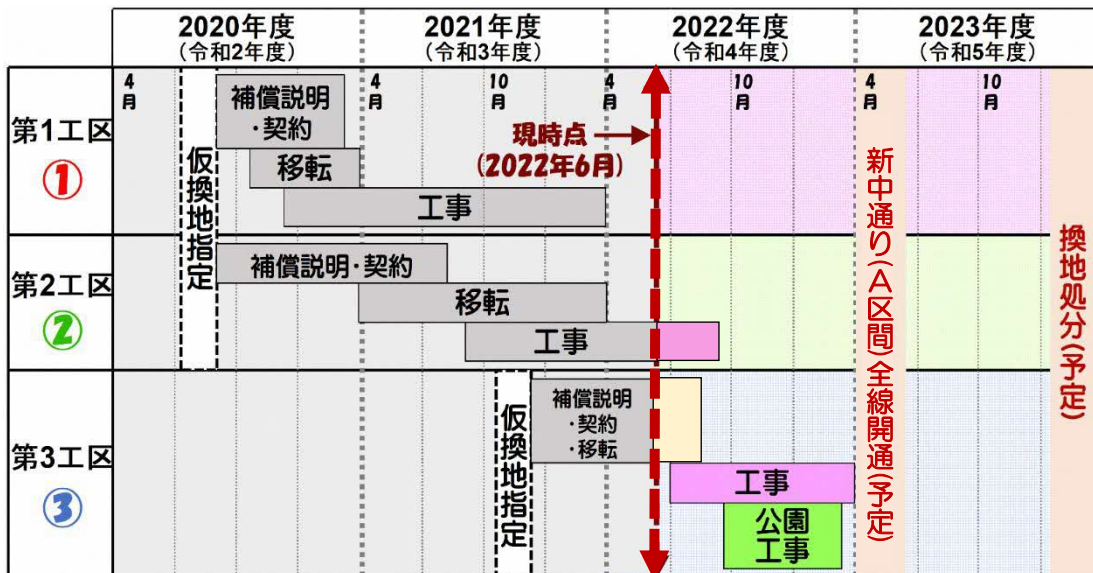 2020年度
(令和2年度)
2021年度
(令和3年度)
2022年度
(令和4年度)
2023年度
(令和5年度)
4月
4月
10月
4月
10月
4月
10月
第1工区
①
仮換地指定
補償説明
・契約
移転
工事
現時点
(2022年6月)
第2工区
②
補償説明・契約
移転
工事
第3工区
③
仮換地指定
補償説明
・契約
・移転
工事
公園
工事
新中通り(A区間)全線開通(予定)
換地処分(予定)